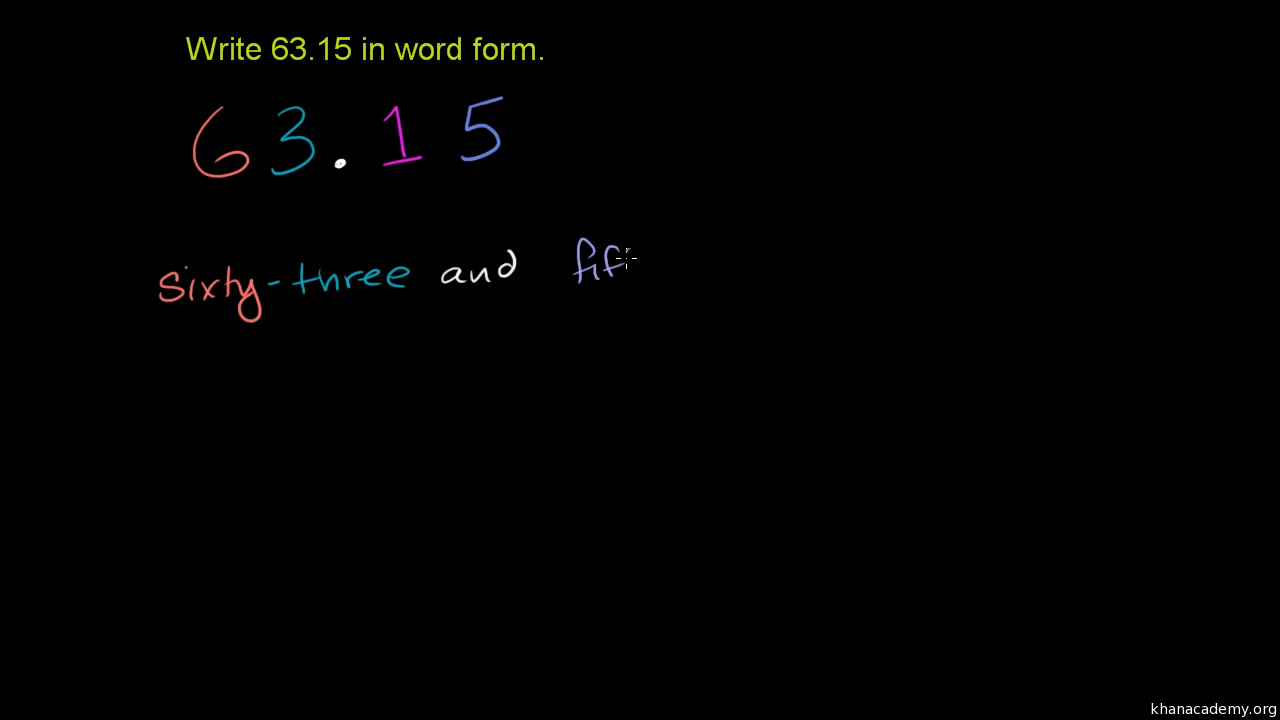 Write 63.15 in word form.
63.15
sixty-three and fif
khanacademy.org